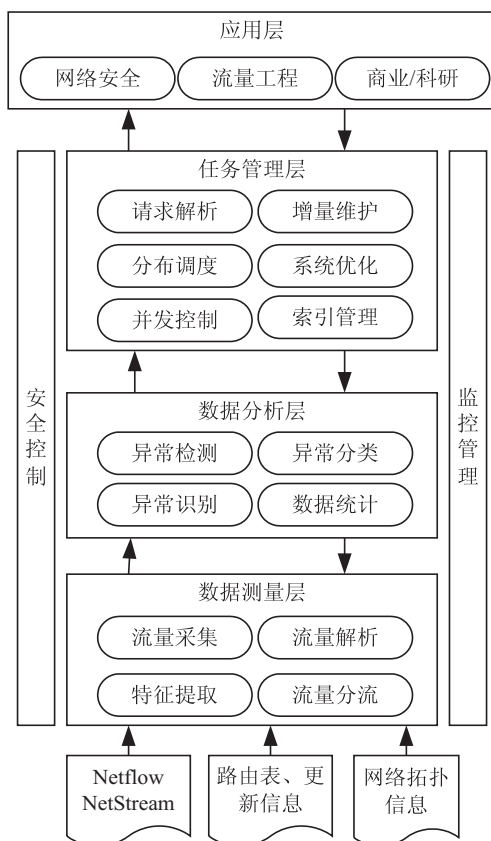 应用层
网络安全
流量工程
商业/科研
任务管理层
请求解析
增量维护
分布调度
系统优化
并发控制
索引管理
安全控制
监控管理
数据分析层
异常检测
异常分类
异常识别
数据统计
数据测量层
流量采集
流量解析
特征提取
流量分流
Netflow
NetStream
路由表、更
新信息
网络拓扑
信息